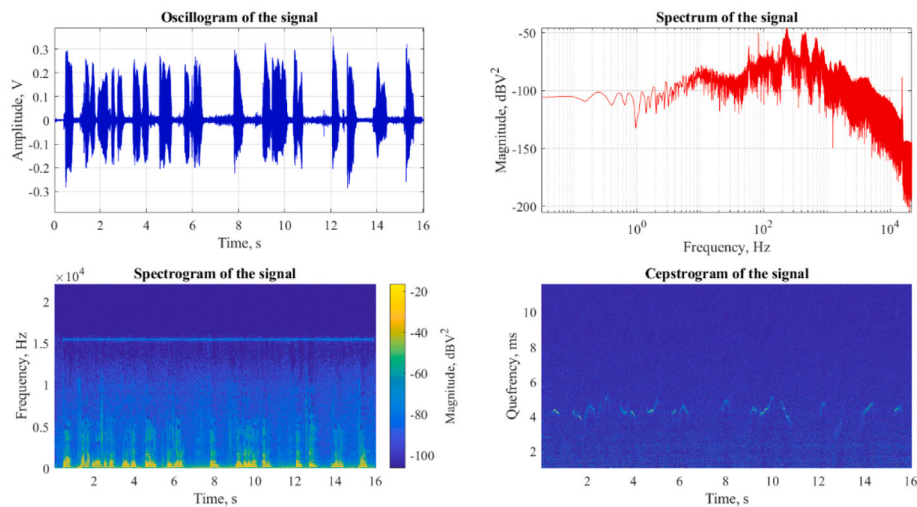 Oscillogram of the signal
Amplitude, V
0.3
0.2
0.1
0
-0.1
-0.2
-0.3
0 2 4 6 8 10 12 14 16
Time, s
Spectrum of the signal
Magnitude, dBV²
-50
-100
-150
-200
10⁰ 10² 10⁴
Frequency, Hz
Spectrogram of the signal
× 10⁴
Frequency, Hz
2
1.5
1
0.5
0
2 4 6 8 10 12 14 16
Time, s
-20
-40
-60
-80
-100
Magnitude, dBV²
Cepstrogram of the signal
Quefrency, ms
10
8
6
4
2
2 4 6 8 10 12 14 16
Time, s